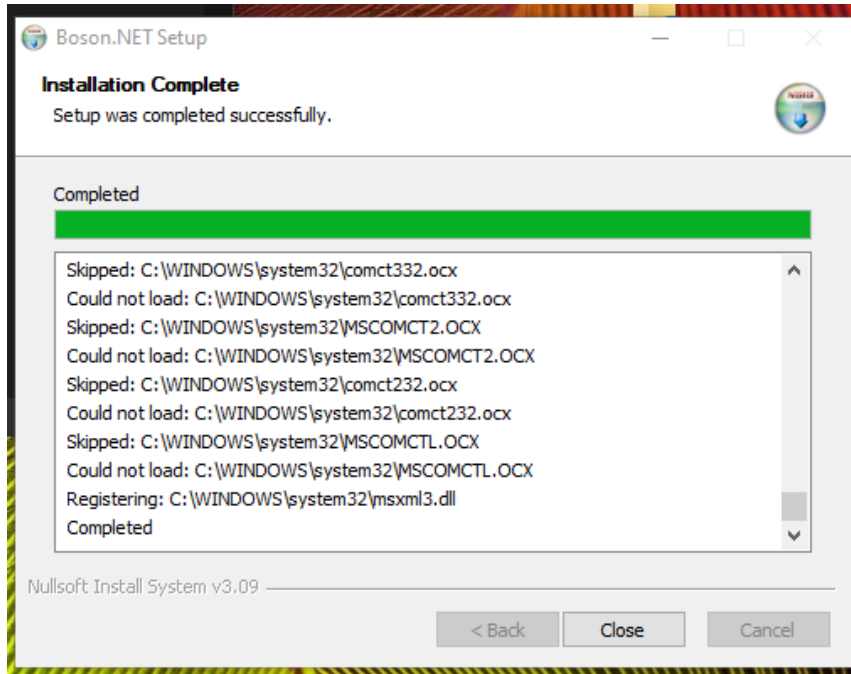 Boson.NET Setup
Installation Complete
Setup was completed successfully.
Completed
Skipped: C:\WINDOWS\system32\comct332.ocx
Could not load: C:\WINDOWS\system32\comct332.ocx
Skipped: C:\WINDOWS\system32\MSCOMCT2.OCX
Could not load: C:\WINDOWS\system32\MSCOMCT2.OCX
Skipped: C:\WINDOWS\system32\comct232.ocx
Could not load: C:\WINDOWS\system32\comct232.ocx
Skipped: C:\WINDOWS\system32\MSCOMCTL.OCX
Could not load: C:\WINDOWS\system32\MSCOMCTL.OCX
Registering: C:\WINDOWS\system32\msxml3.dll
Completed
Nullsoft Install System v3.09
< Back
Close
Cancel